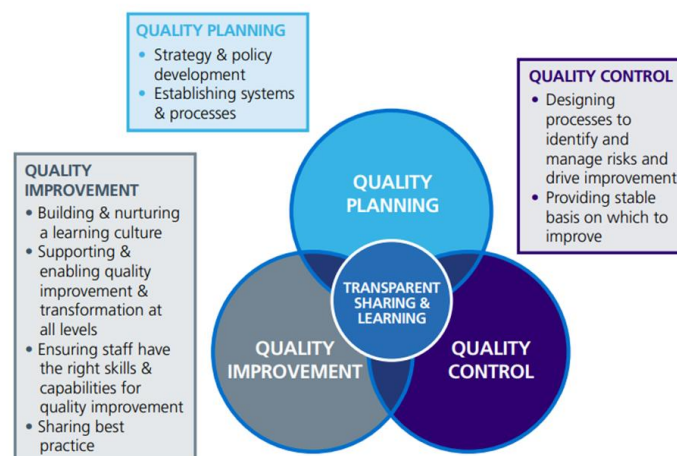 QUALITY PLANNING
• Strategy & policy
development
• Establishing systems
& processes
QUALITY CONTROL
• Designing
processes to
identify and
manage risks and
drive improvement
• Providing stable
basis on which to
improve
QUALITY
IMPROVEMENT
• Building & nurturing
a learning culture
• Supporting &
enabling quality
improvement &
transformation at
all levels
• Ensuring staff have
the right skills &
capabilities for
quality improvement
• Sharing best
practice
QUALITY
PLANNING
TRANSPARENT
SHARING &
LEARNING
QUALITY
IMPROVEMENT
QUALITY
CONTROL